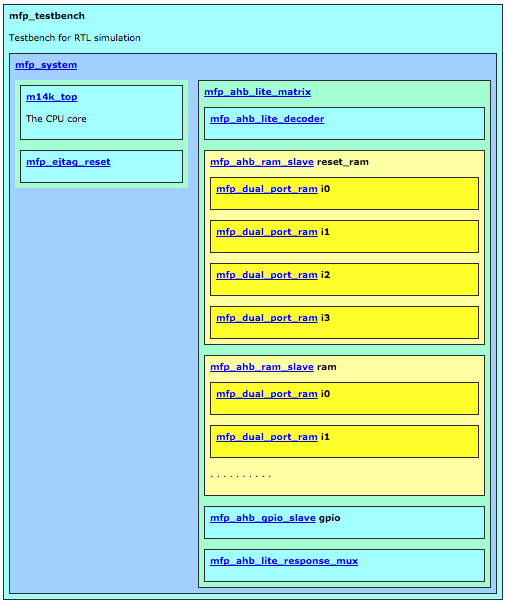 mfp_testbench
Testbench for RTL simulation
mfp_system
m14k_top
The CPU core
mfp_ejtag_reset
mfp_ahb_lite_matrix
mfp_ahb_lite_decoder
mfp_ahb_ram_slave reset_ram
mfp_dual_port_ram i0
mfp_dual_port_ram i1
mfp_dual_port_ram i2
mfp_dual_port_ram i3
mfp_ahb_ram_slave ram
mfp_dual_port_ram i0
mfp_dual_port_ram i1
. . . . . . . . . .
mfp_ahb_gpio_slave gpio
mfp_ahb_lite_response_mux